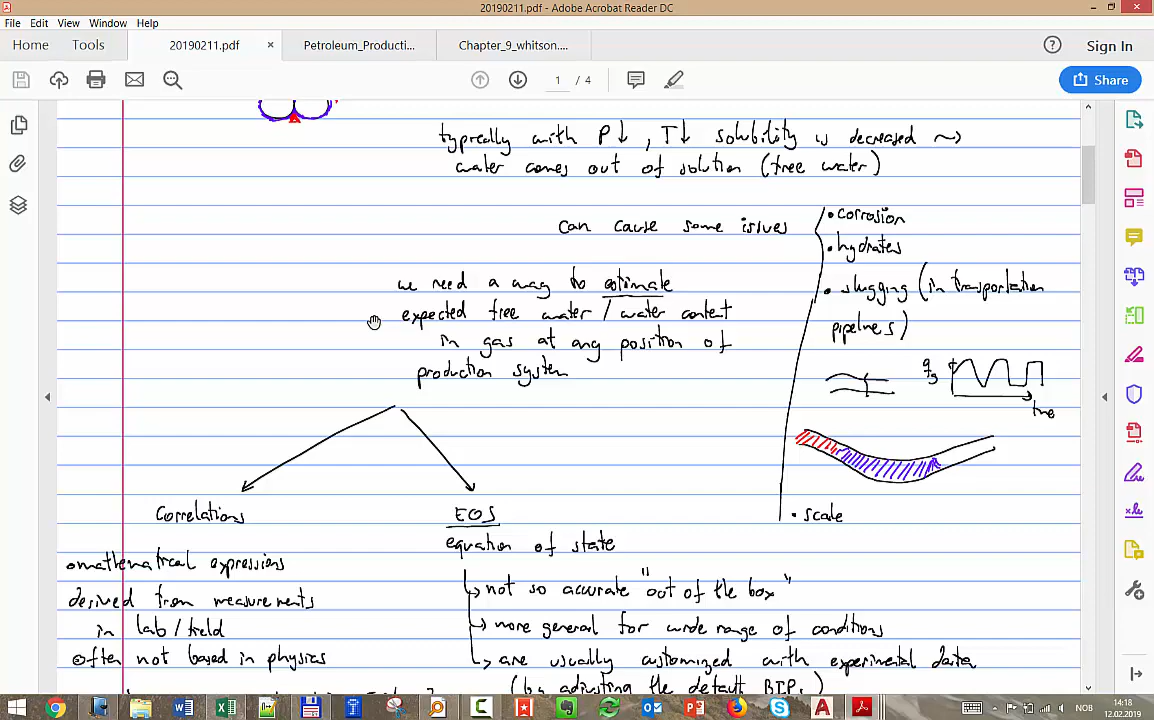 20190211.pdf - Adobe Acrobat Reader DC
File Edit View Window Help
Home Tools 20190211.pdf × Petroleum_Producti... Chapter_9_whitson.... Sign In
1 / 4 Share
typically with P↓, T↓ solubility is decreased ⇝
water comes out of solution (free water)
can cause some issues
• corrosion
• hydrates
• slugging (in transportation
pipelines)
we need a way to estimate
expected free water / water content
in gas at any position of
production system
qg
time
• scale
Correlations
mathematical expressions
derived from measurements
in lab / field
often not based in physics
EOS
equation of state
↳ not so accurate "out of the box"
↳ more general for wide range of conditions
↳ are usually customized with experimental data
(by adjusting the default BIP.)
NOB
14:18
12.02.2019